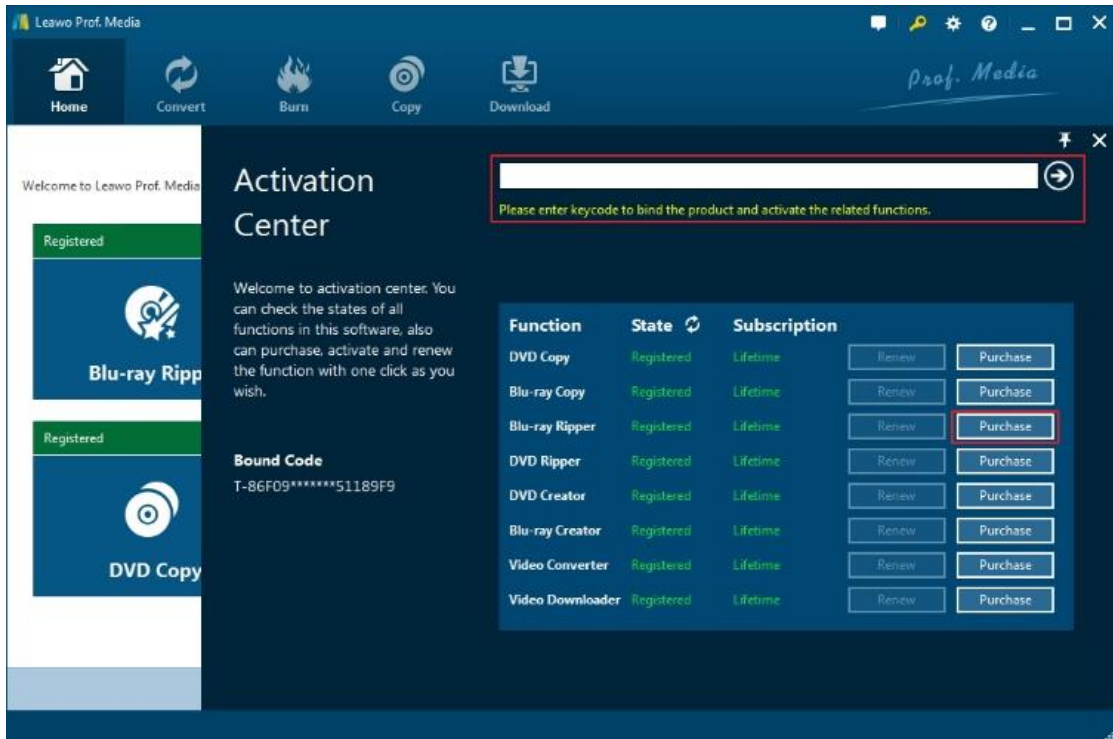 Leawo Prof. Media
Home
Convert
Burn
Copy
Download
Prof. Media
Welcome to Leawo Prof. Media
Registered
Blu-ray Ripp
Registered
DVD Copy
Activation
Center
Welcome to activation center. You
can check the states of all
functions in this software, also
can purchase, activate and renew
the function with one click as you
wish.
Bound Code
T-86F09*******51189F9
Please enter keycode to bind the product and activate the related functions.
Function State Subscription
DVD Copy Registered Lifetime Renew Purchase
Blu-ray Copy Registered Lifetime Renew Purchase
Blu-ray Ripper Registered Lifetime Renew Purchase
DVD Ripper Registered Lifetime Renew Purchase
DVD Creator Registered Lifetime Renew Purchase
Blu-ray Creator Registered Lifetime Renew Purchase
Video Converter Registered Lifetime Renew Purchase
Video Downloader Registered Lifetime Renew Purchase